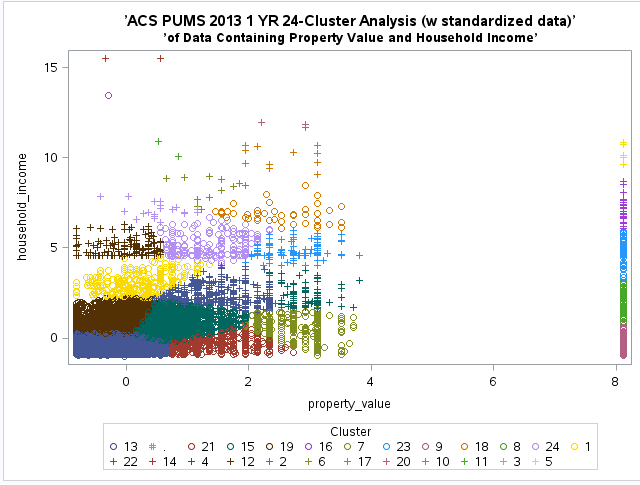 'ACS PUMS 2013 1 YR 24-Cluster Analysis (w standardized data)'
'of Data Containing Property Value and Household Income'
15
10
5
0
household_income
0 2 4 6 8
property_value
Cluster
13 . 21 15 19 16 7 23 9 18 8 24 1
22 14 4 12 2 6 17 20 10 11 3 5